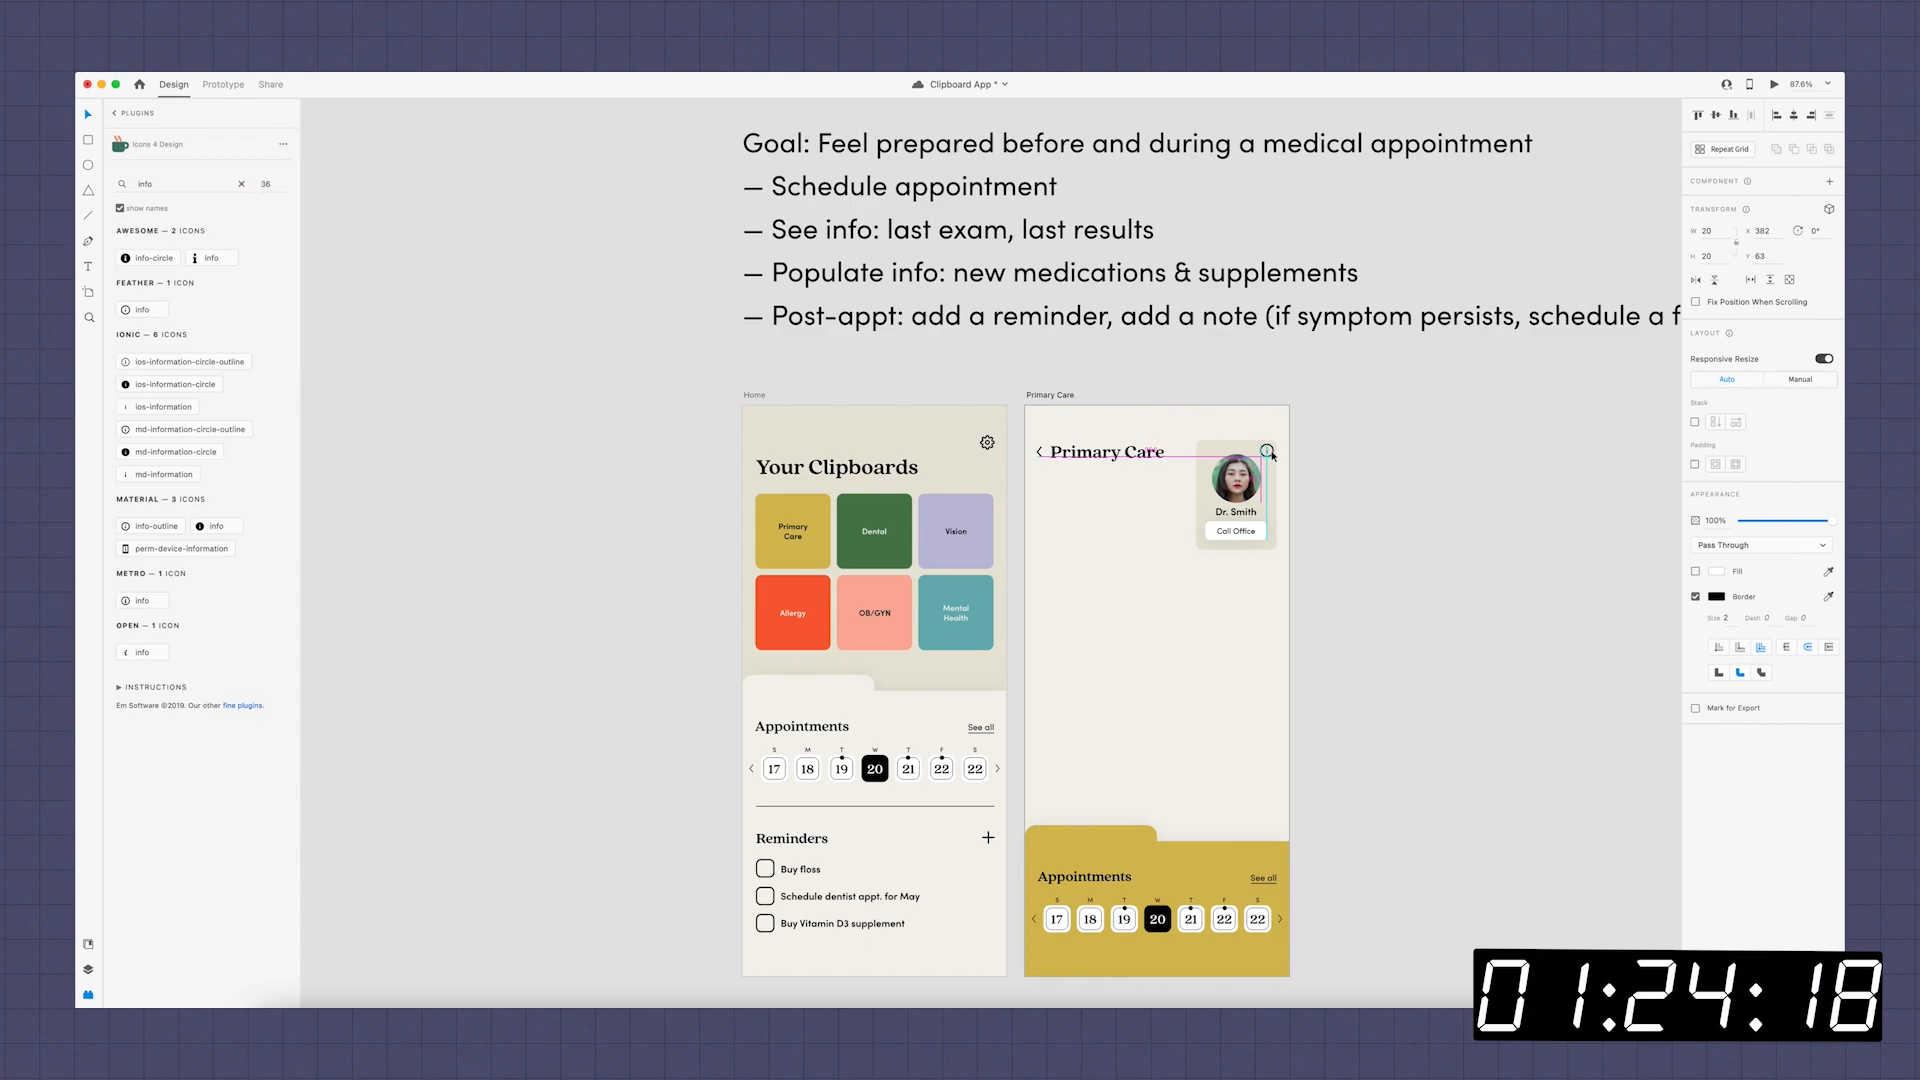 Design
Prototype
Share
Clipboard App *
87.6%
PLUGINS
Icons 4 Design
info
36
show names
AWESOME — 2 ICONS
info-circle
info
FEATHER — 1 ICON
info
IONIC — 6 ICONS
ios-information-circle-outline
ios-information-circle
ios-information
md-information-circle-outline
md-information-circle
md-information
MATERIAL — 3 ICONS
info-outline
info
perm-device-information
METRO — 1 ICON
info
OPEN — 1 ICON
info
INSTRUCTIONS
Em Software ©2019. Our other fine plugins.
Goal: Feel prepared before and during a medical appointment
– Schedule appointment
– See info: last exam, last results
– Populate info: new medications & supplements
– Post-appt: add a reminder, add a note (if symptom persists, schedule a f
Home
Your Clipboards
Primary
Care
Dental
Vision
Allergy
OB/GYN
Mental
Health
Appointments
See all
S M T W T F S
17 18 19 20 21 22 22
Reminders
Buy floss
Schedule dentist appt. for May
Buy Vitamin D3 supplement
Primary Care
Primary Care
Dr. Smith
Call Office
Appointments
See all
S M T W T F S
17 18 19 20 21 22 22
Repeat Grid
COMPONENT
TRANSFORM
W 20 X 382 0°
H 20 Y 63
Fix Position When Scrolling
LAYOUT
Responsive Resize
Auto
Manual
Stack
Padding
APPEARANCE
100%
Pass Through
Fill
Border
Size 2 Dash 0 Gap 0
Mark for Export
01:24:18